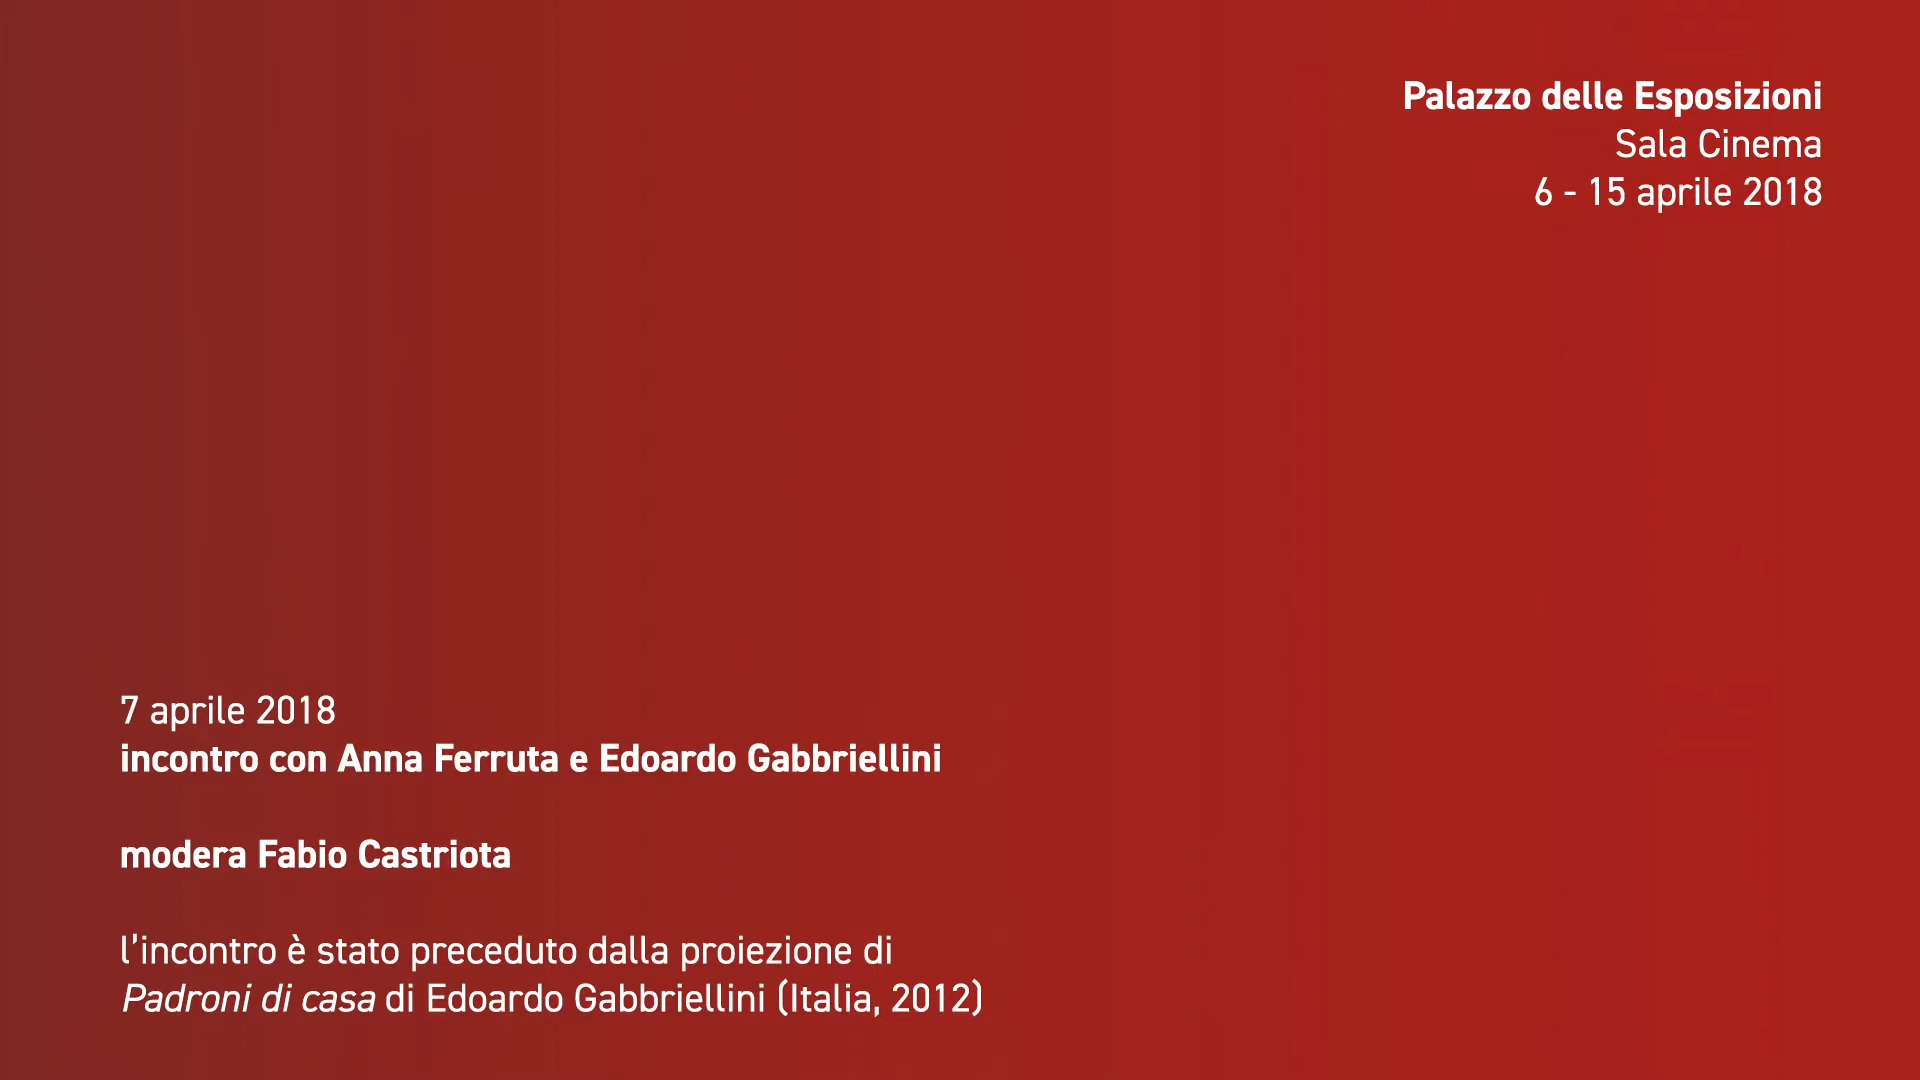 Palazzo delle Esposizioni
Sala Cinema
6 - 15 aprile 2018
7 aprile 2018
incontro con Anna Ferruta e Edoardo Gabbriellini
modera Fabio Castriota
l’incontro è stato preceduto dalla proiezione di
Padroni di casa di Edoardo Gabbriellini (Italia, 2012)